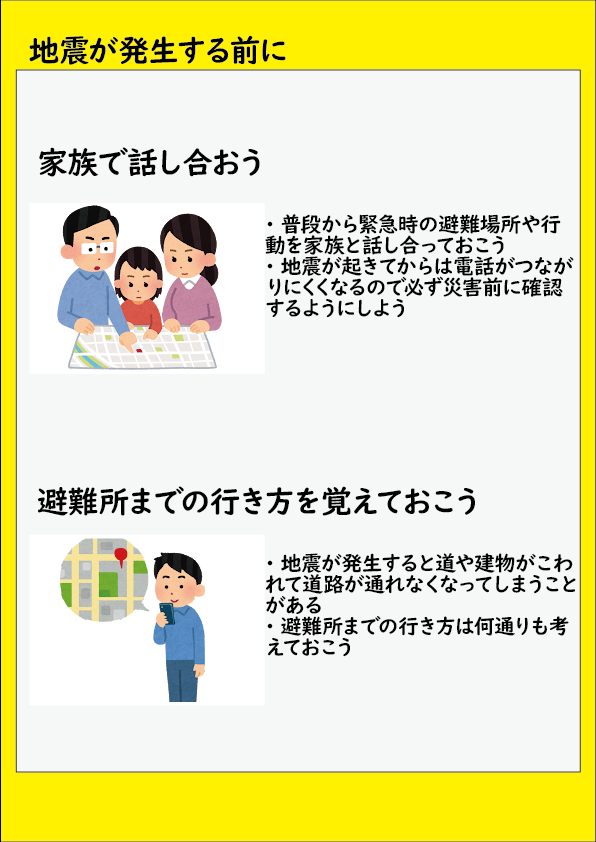 地震が発生する前に
家族で話し合おう
・普段から緊急時の避難場所や行
動を家族と話し合っておこう
・地震が起きてからは電話がつなが
りにくくなるので必ず災害前に確認
するようにしよう
避難所までの行き方を覚えておこう
・地震が発生すると道や建物がこわ
れて道路が通れなくなってしまうこと
がある
・避難所までの行き方は何通りも考
えておこう